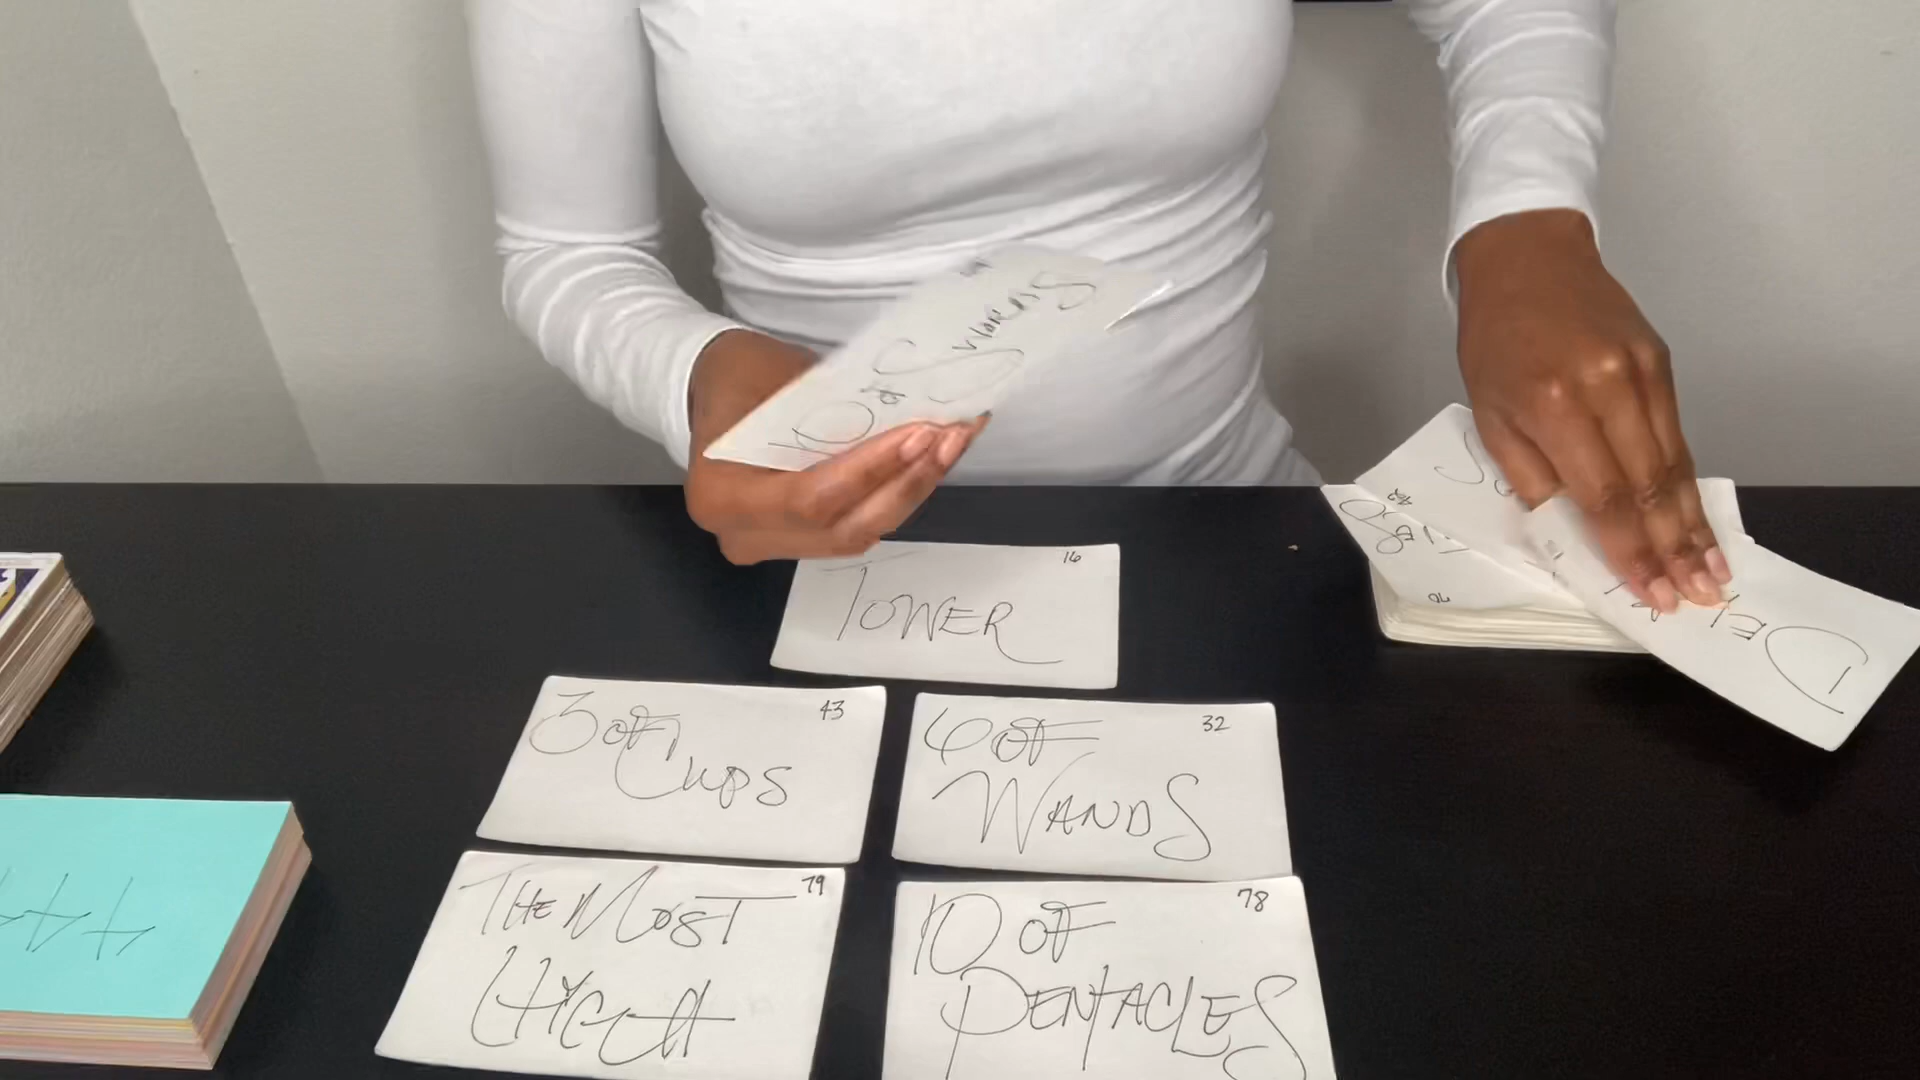 10 OF
SWORDS
16
TOWER
43
3 OF
CUPS
32
6 OF
WANDS
79
THE MOST
HIGH
78
10 OF
PENTACLES